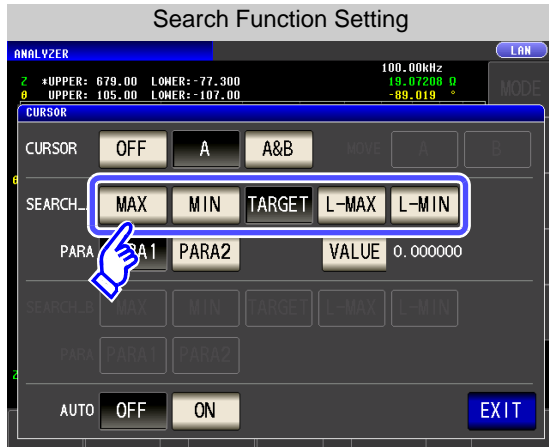 Search Function Setting
ANALYZER LAN
100.00kHz
Z *UPPER: 679.00 LOWER:-77.300 19.07208 Ω
θ UPPER: 105.00 LOWER:-107.00 -89.019 °
MODE
CURSOR
CURSOR OFF A A&B MOVE A B
θ
SEARCH_ MAX MIN TARGET L-MAX L-MIN
PARA PARA2 VALUE 0.000000
SEARCH_B MAX MIN TARGET L-MAX L-MIN
PARA PARA1 PARA2
Z
AUTO OFF ON EXIT